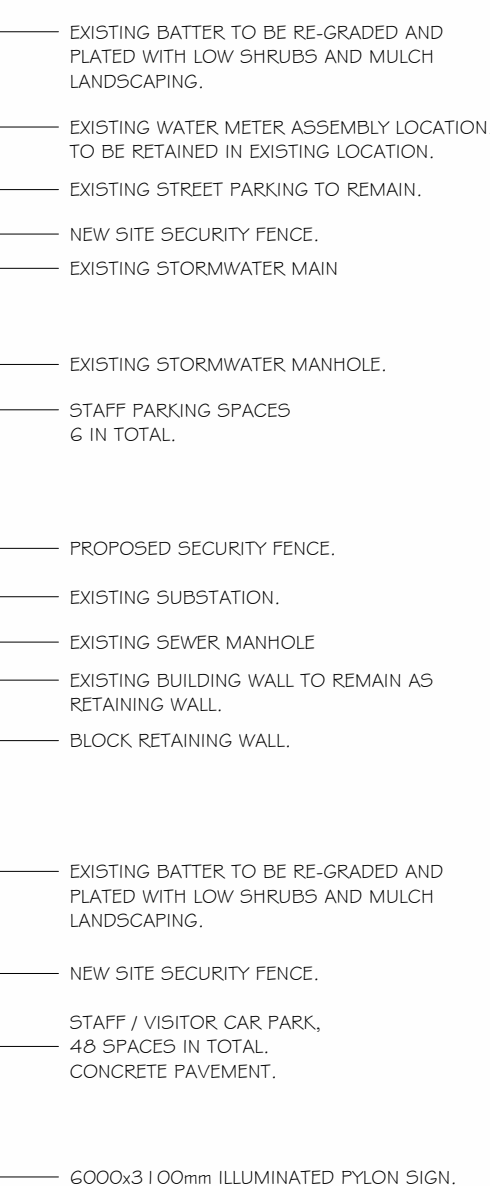 EXISTING BATTER TO BE RE-GRADED AND
PLATED WITH LOW SHRUBS AND MULCH
LANDSCAPING.
EXISTING WATER METER ASSEMBLY LOCATION
TO BE RETAINED IN EXISTING LOCATION.
EXISTING STREET PARKING TO REMAIN.
NEW SITE SECURITY FENCE.
EXISTING STORMWATER MAIN
EXISTING STORMWATER MANHOLE.
STAFF PARKING SPACES
6 IN TOTAL.
PROPOSED SECURITY FENCE.
EXISTING SUBSTATION.
EXISTING SEWER MANHOLE
EXISTING BUILDING WALL TO REMAIN AS
RETAINING WALL.
BLOCK RETAINING WALL.
EXISTING BATTER TO BE RE-GRADED AND
PLATED WITH LOW SHRUBS AND MULCH
LANDSCAPING.
NEW SITE SECURITY FENCE.
STAFF / VISITOR CAR PARK,
48 SPACES IN TOTAL.
CONCRETE PAVEMENT.
6000x3100mm ILLUMINATED PYLON SIGN.